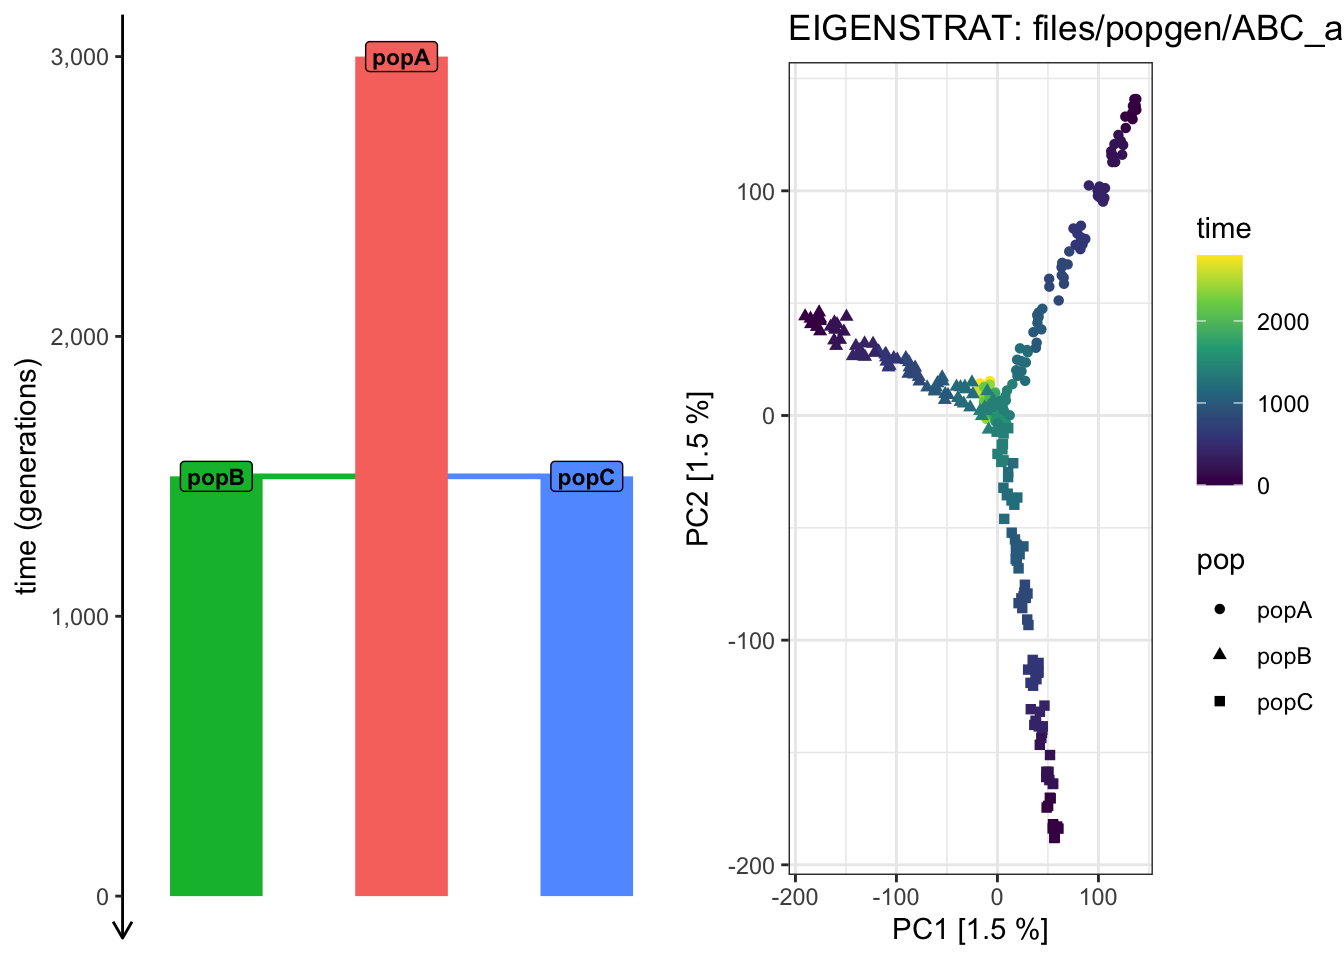 time (generations)
3,000
2,000
1,000
0
popA
popB
popC
EIGENSTRAT: files/popgen/ABC_a
PC2 [1.5 %]
100
0
-100
-200
-200
-100
0
100
PC1 [1.5 %]
time
2000
1000
0
pop
popA
popB
popC